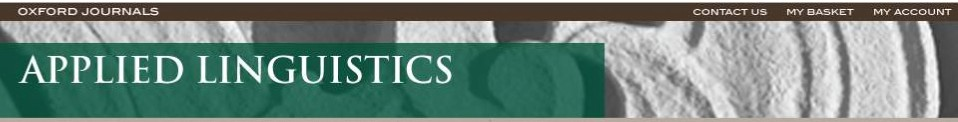 OXFORD JOURNALS CONTACT US MY BASKET MY ACCOUNT
APPLIED LINGUISTICS